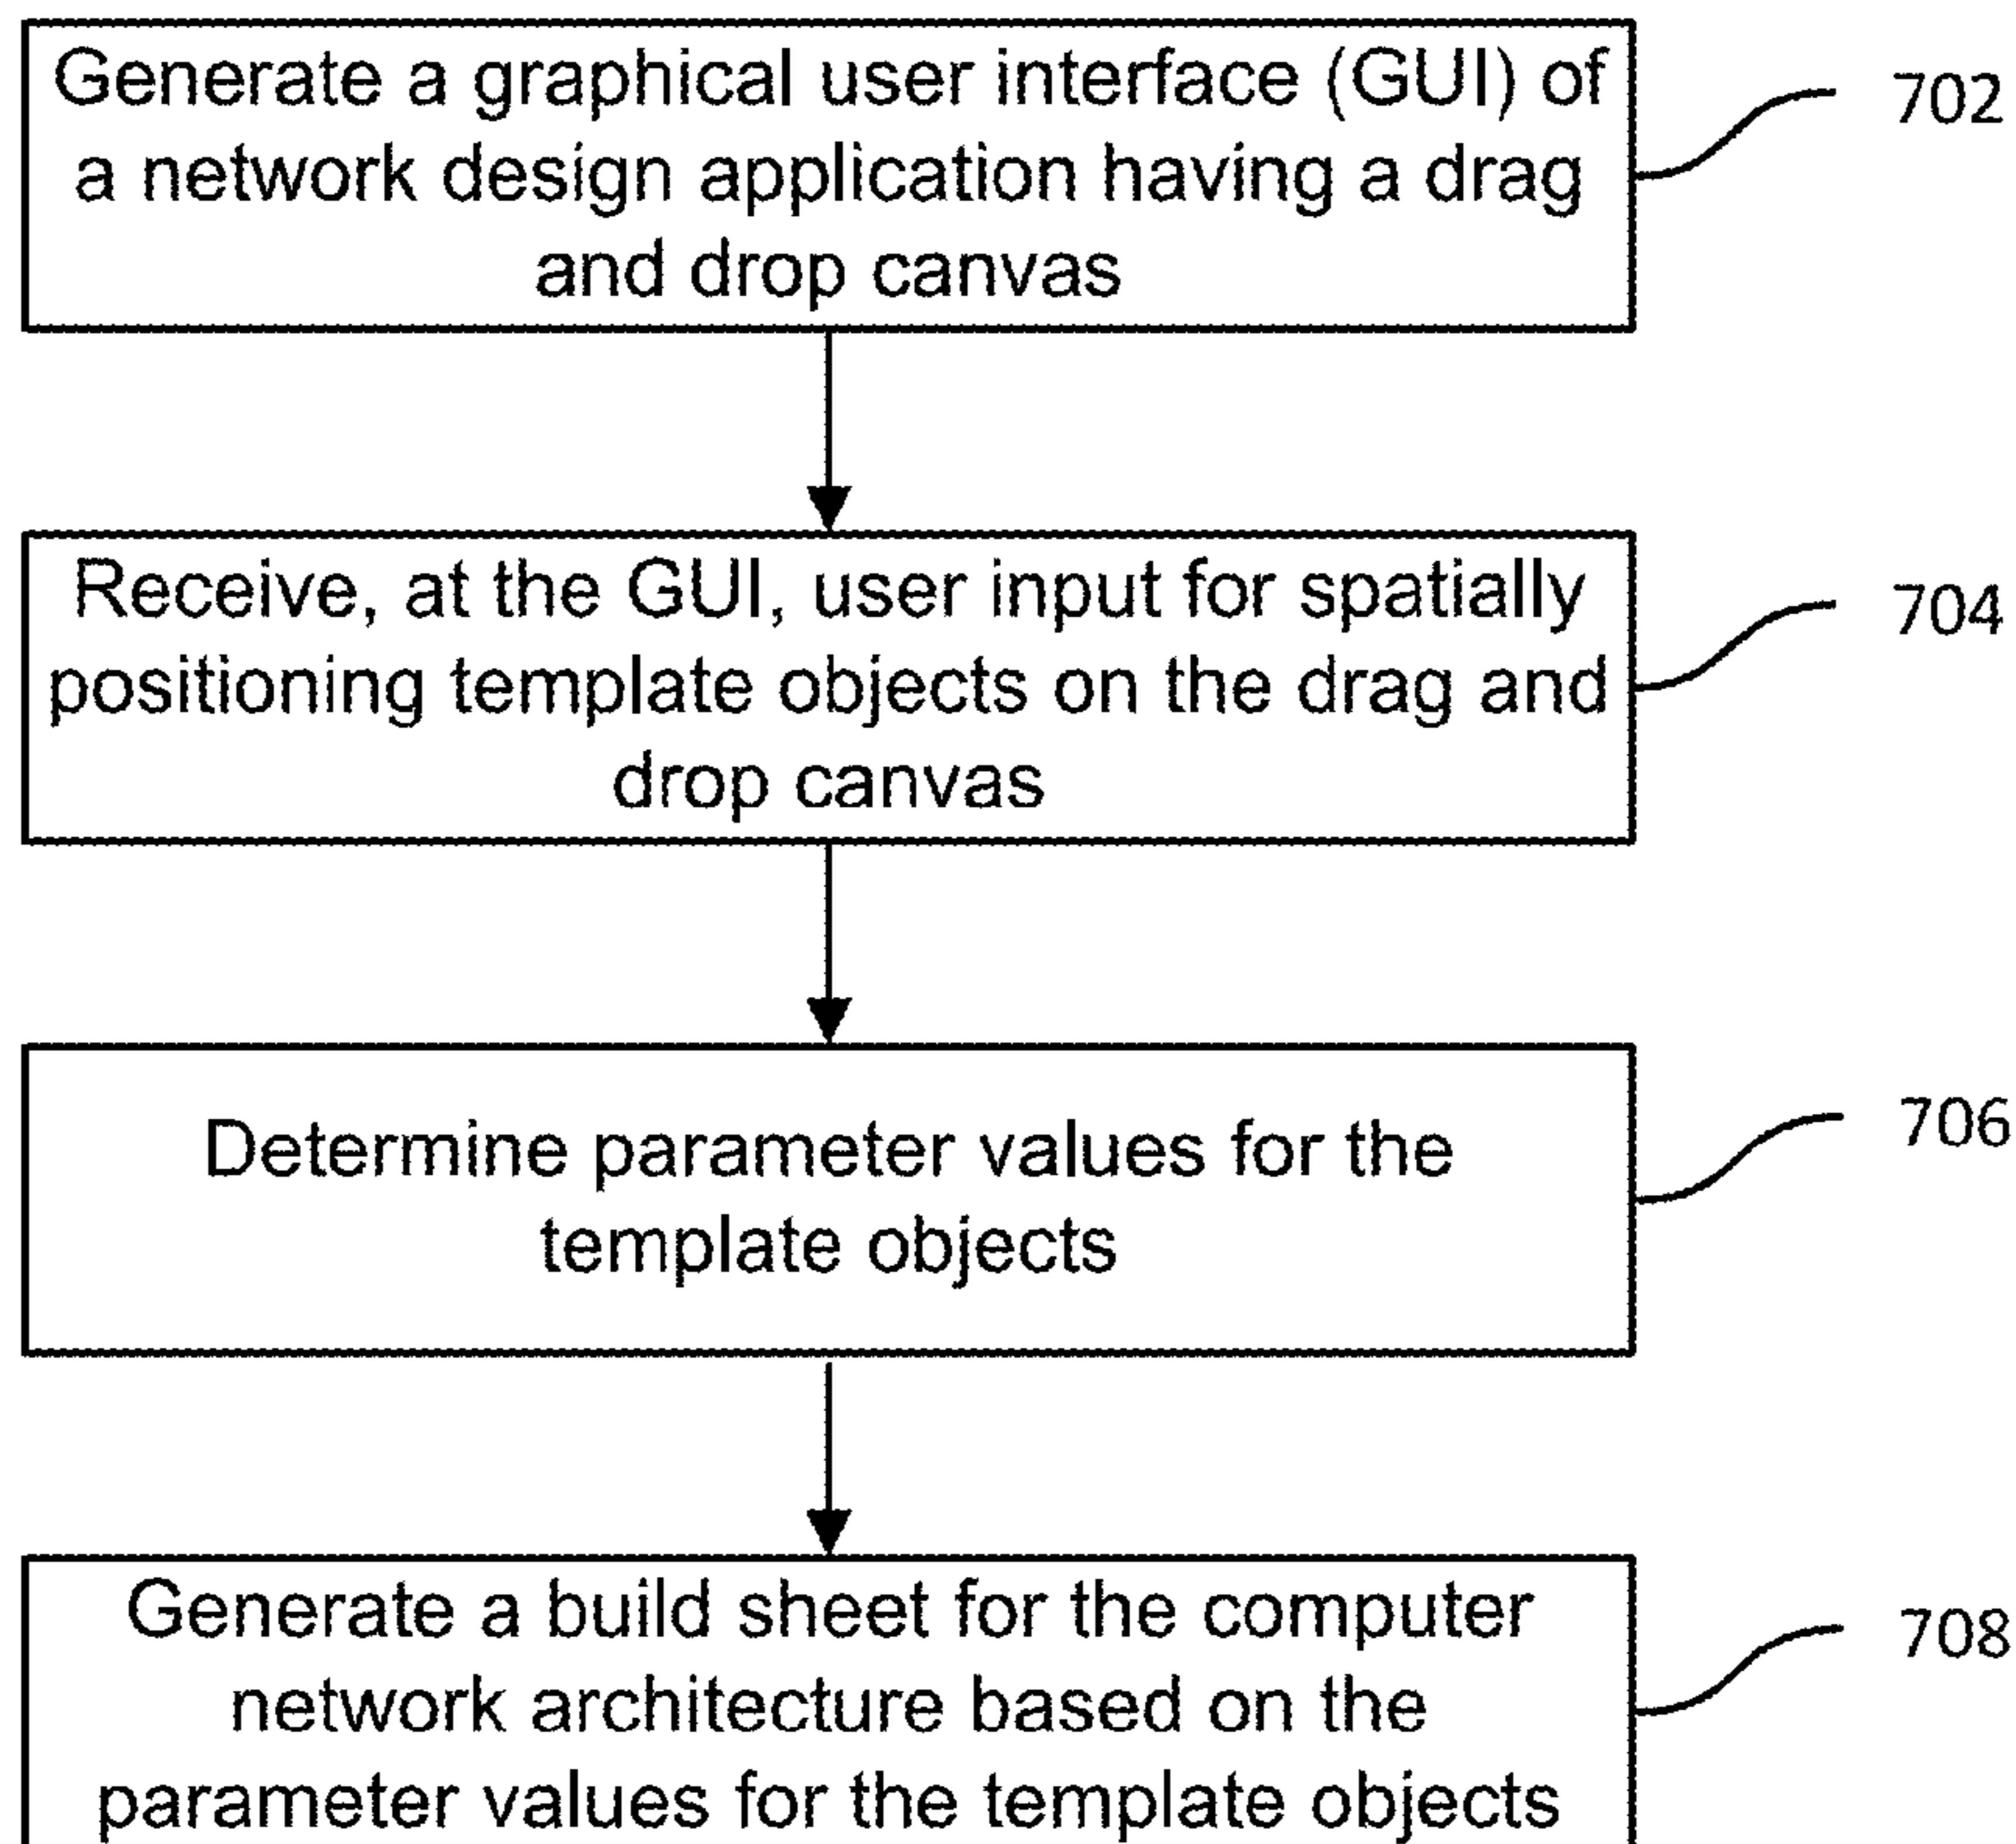 Generate a graphical user interface (GUI) of
a network design application having a drag
and drop canvas
702
Receive, at the GUI, user input for spatially
positioning template objects on the drag and
drop canvas
704
Determine parameter values for the
template objects
706
Generate a build sheet for the computer
network architecture based on the
parameter values for the template objects
708